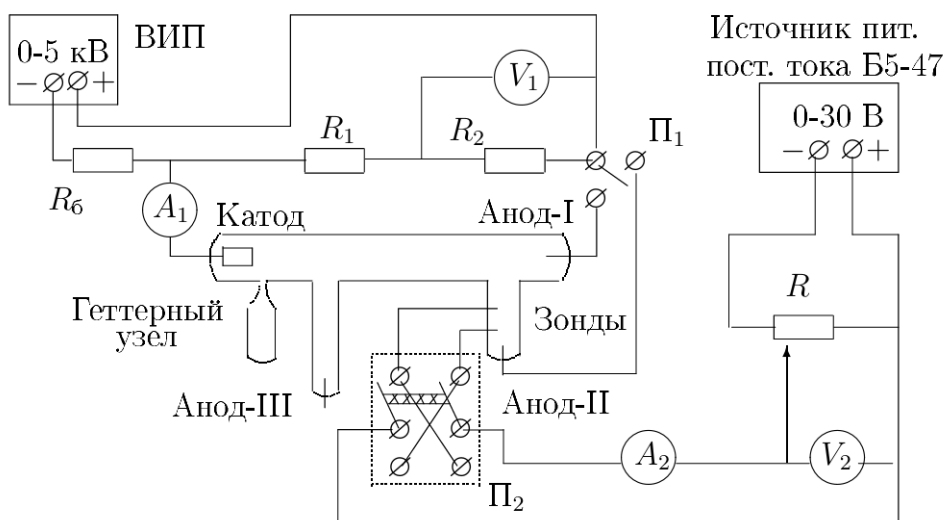 ВИП
0-5 кВ
− +
V₁
Источник пит.
пост. тока Б5-47
0-30 В
− +
R₁
R₂
П₁
Rб
A₁
Катод
Анод-I
R
Геттерный
узел
Зонды
Анод-III
Анод-II
A₂
V₂
П₂